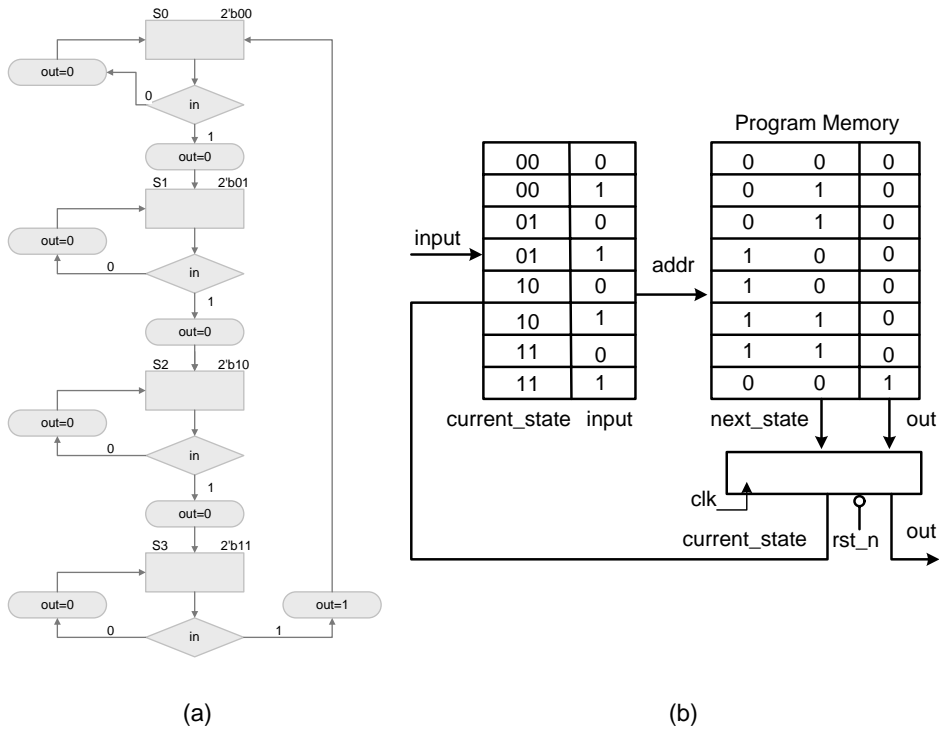 S0 2'b00
out=0
0
in
1
out=0
S1 2'b01
out=0
0
in
1
out=0
S2 2'b10
out=0
0
in
1
out=0
S3 2'b11
out=0
out=1
0
in
1
(a)
Program Memory
00 0 0 0 0
00 1 0 1 0
01 0 0 1 0
input
01 1 1 0 0
addr
10 0 1 0 0
10 1 1 1 0
11 0 1 1 0
11 1 0 0 1
current_state input next_state out
clk
current_state rst_n out
(b)